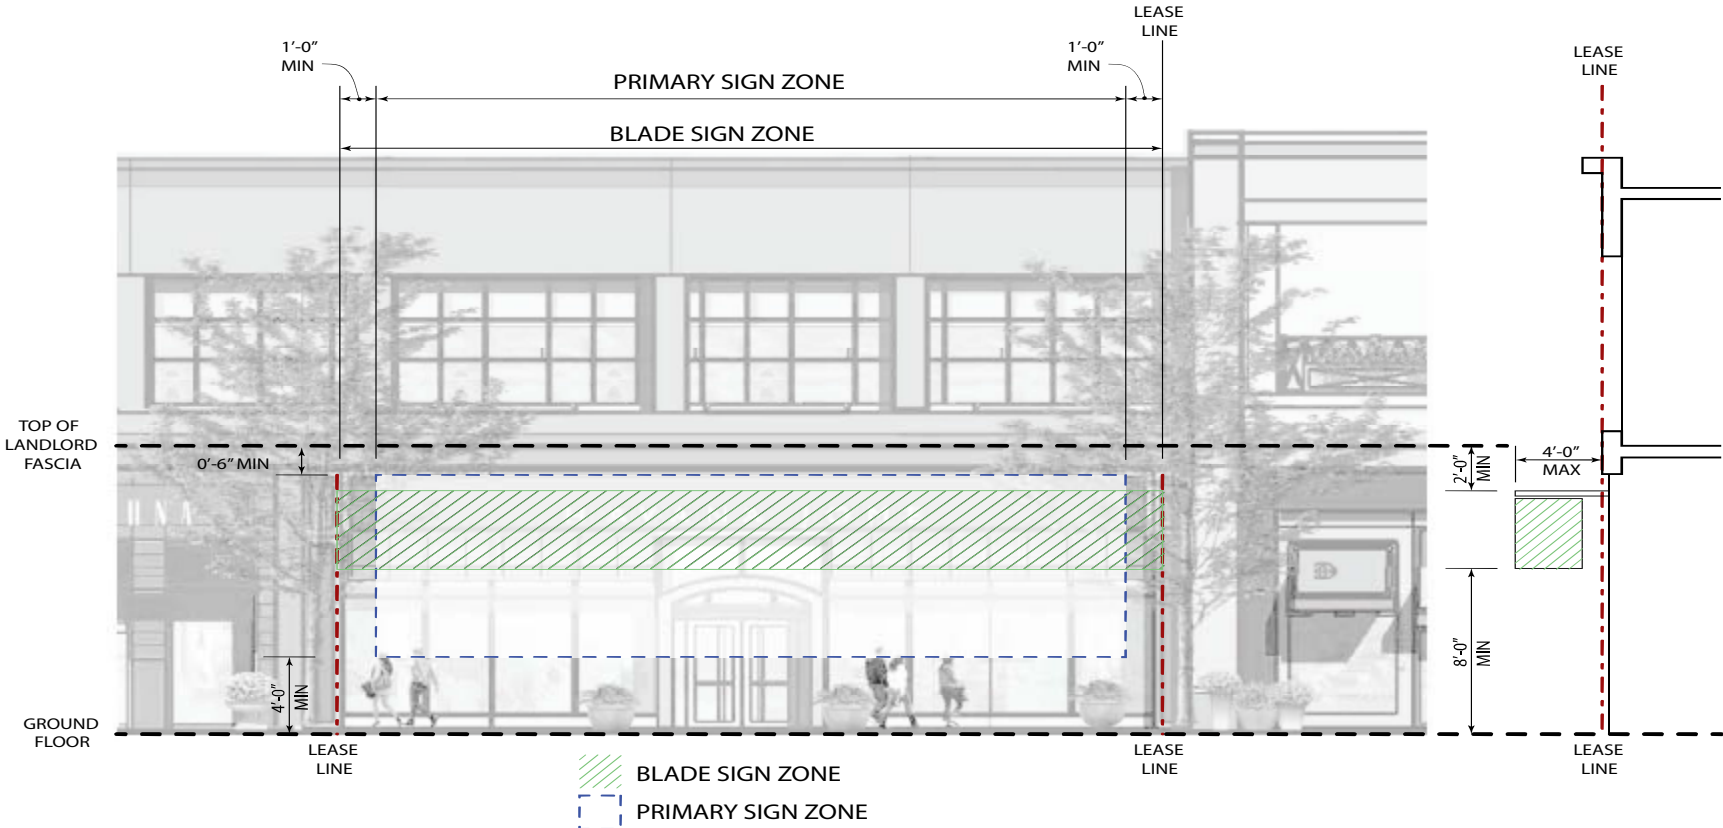 LEASE
LINE
1'-0"
MIN
1'-0"
MIN
LEASE
LINE
PRIMARY SIGN ZONE
BLADE SIGN ZONE
TOP OF
LANDLORD
FASCIA
0'-6" MIN
2'-0"
MIN
4'-0"
MAX
HNA
4'-0"
MIN
8'-0"
MIN
GROUND
FLOOR
LEASE
LINE
LEASE
LINE
LEASE
LINE
BLADE SIGN ZONE
PRIMARY SIGN ZONE